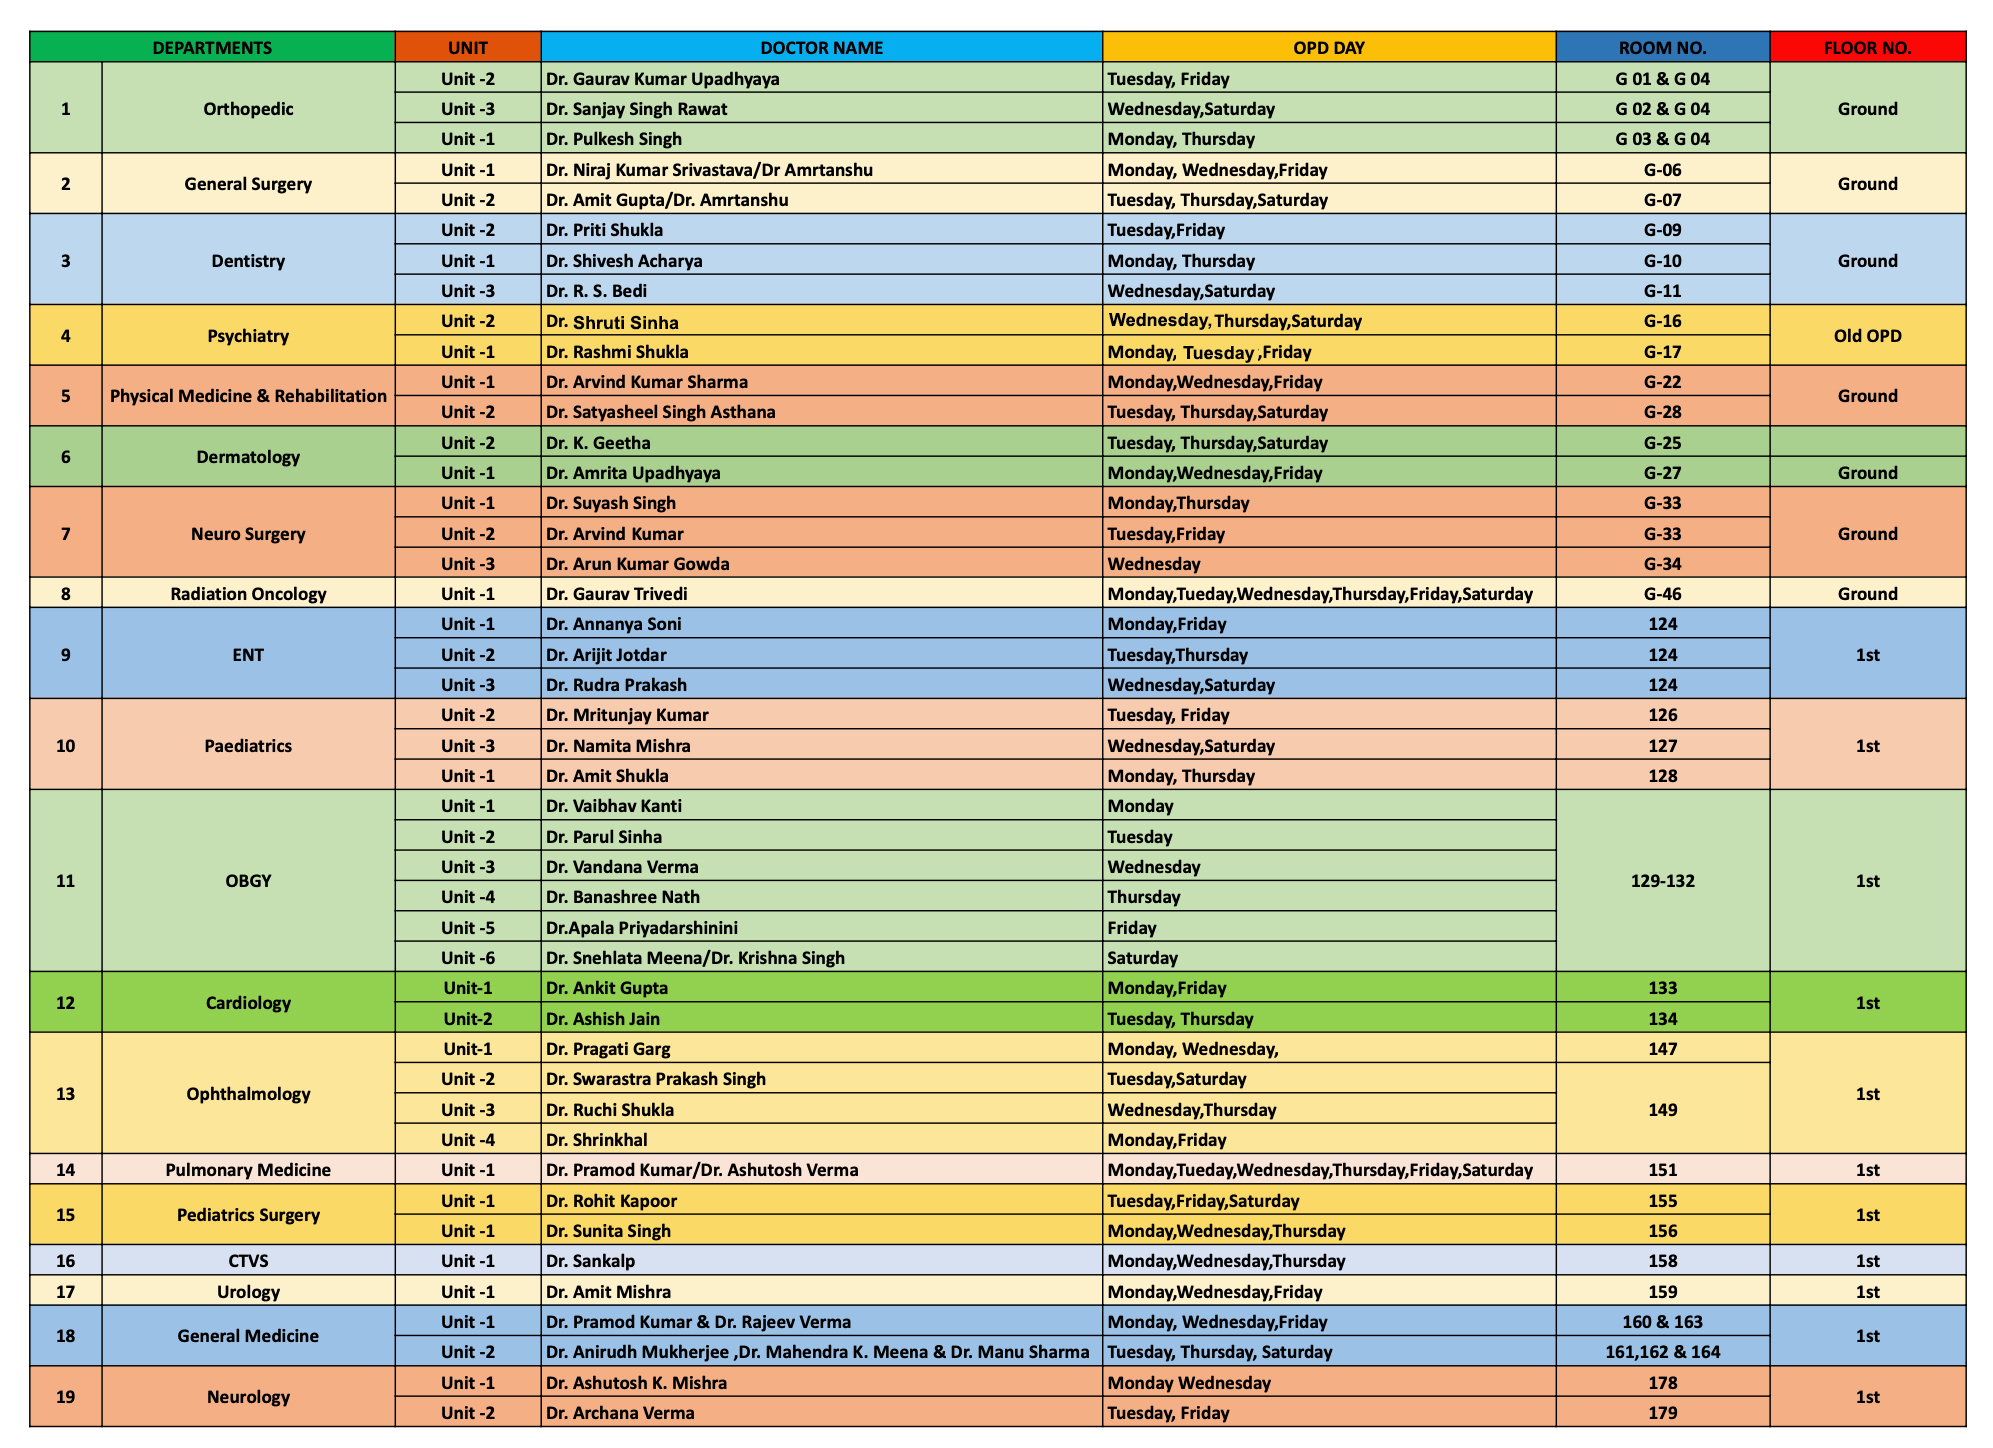 DEPARTMENTS UNIT DOCTOR NAME OPD DAY ROOM NO. FLOOR NO.
1 Orthopedic Unit -2 Dr. Gaurav Kumar Upadhyaya Tuesday, Friday G 01 & G 04 Ground
Unit -3 Dr. Sanjay Singh Rawat Wednesday,Saturday G 02 & G 04
Unit -1 Dr. Pulkesh Singh Monday, Thursday G 03 & G 04
2 General Surgery Unit -1 Dr. Niraj Kumar Srivastava/Dr Amrtanshu Monday, Wednesday,Friday G-06 Ground
Unit -2 Dr. Amit Gupta/Dr. Amrtanshu Tuesday, Thursday,Saturday G-07
3 Dentistry Unit -2 Dr. Priti Shukla Tuesday,Friday G-09 Ground
Unit -1 Dr. Shivesh Acharya Monday, Thursday G-10
Unit -3 Dr. R. S. Bedi Wednesday,Saturday G-11
4 Psychiatry Unit -2 Dr. Shruti Sinha Wednesday, Thursday,Saturday G-16 Old OPD
Unit -1 Dr. Rashmi Shukla Monday, Tuesday ,Friday G-17
5 Physical Medicine & Rehabilitation Unit -1 Dr. Arvind Kumar Sharma Monday,Wednesday,Friday G-22 Ground
Unit -2 Dr. Satyasheel Singh Asthana Tuesday, Thursday,Saturday G-28
6 Dermatology Unit -2 Dr. K. Geetha Tuesday, Thursday,Saturday G-25
Unit -1 Dr. Amrita Upadhyaya Monday,Wednesday,Friday G-27 Ground
7 Neuro Surgery Unit -1 Dr. Suyash Singh Monday,Thursday G-33 Ground
Unit -2 Dr. Arvind Kumar Tuesday,Friday G-33
Unit -3 Dr. Arun Kumar Gowda Wednesday G-34
8 Radiation Oncology Unit -1 Dr. Gaurav Trivedi Monday,Tueday,Wednesday,Thursday,Friday,Saturday G-46 Ground
9 ENT Unit -1 Dr. Annanya Soni Monday,Friday 124 1st
Unit -2 Dr. Arijit Jotdar Tuesday,Thursday 124
Unit -3 Dr. Rudra Prakash Wednesday,Saturday 124
10 Paediatrics Unit -2 Dr. Mritunjay Kumar Tuesday, Friday 126 1st
Unit -3 Dr. Namita Mishra Wednesday,Saturday 127
Unit -1 Dr. Amit Shukla Monday, Thursday 128
11 OBGY Unit -1 Dr. Vaibhav Kanti Monday 129-132 1st
Unit -2 Dr. Parul Sinha Tuesday
Unit -3 Dr. Vandana Verma Wednesday
Unit -4 Dr. Banashree Nath Thursday
Unit -5 Dr.Apala Priyadarshinini Friday
Unit -6 Dr. Snehlata Meena/Dr. Krishna Singh Saturday
12 Cardiology Unit-1 Dr. Ankit Gupta Monday,Friday 133 1st
Unit-2 Dr. Ashish Jain Tuesday, Thursday 134
13 Ophthalmology Unit-1 Dr. Pragati Garg Monday, Wednesday, 147 1st
Unit -2 Dr. Swarastra Prakash Singh Tuesday,Saturday 149
Unit -3 Dr. Ruchi Shukla Wednesday,Thursday
Unit -4 Dr. Shrinkhal Monday,Friday
14 Pulmonary Medicine Unit -1 Dr. Pramod Kumar/Dr. Ashutosh Verma Monday,Tueday,Wednesday,Thursday,Friday,Saturday 151 1st
15 Pediatrics Surgery Unit -1 Dr. Rohit Kapoor Tuesday,Friday,Saturday 155 1st
Unit -1 Dr. Sunita Singh Monday,Wednesday,Thursday 156
16 CTVS Unit -1 Dr. Sankalp Monday,Wednesday,Thursday 158 1st
17 Urology Unit -1 Dr. Amit Mishra Monday,Wednesday,Friday 159 1st
18 General Medicine Unit -1 Dr. Pramod Kumar & Dr. Rajeev Verma Monday, Wednesday,Friday 160 & 163 1st
Unit -2 Dr. Anirudh Mukherjee ,Dr. Mahendra K. Meena & Dr. Manu Sharma Tuesday, Thursday, Saturday 161,162 & 164
19 Neurology Unit -1 Dr. Ashutosh K. Mishra Monday Wednesday 178 1st
Unit -2 Dr. Archana Verma Tuesday, Friday 179